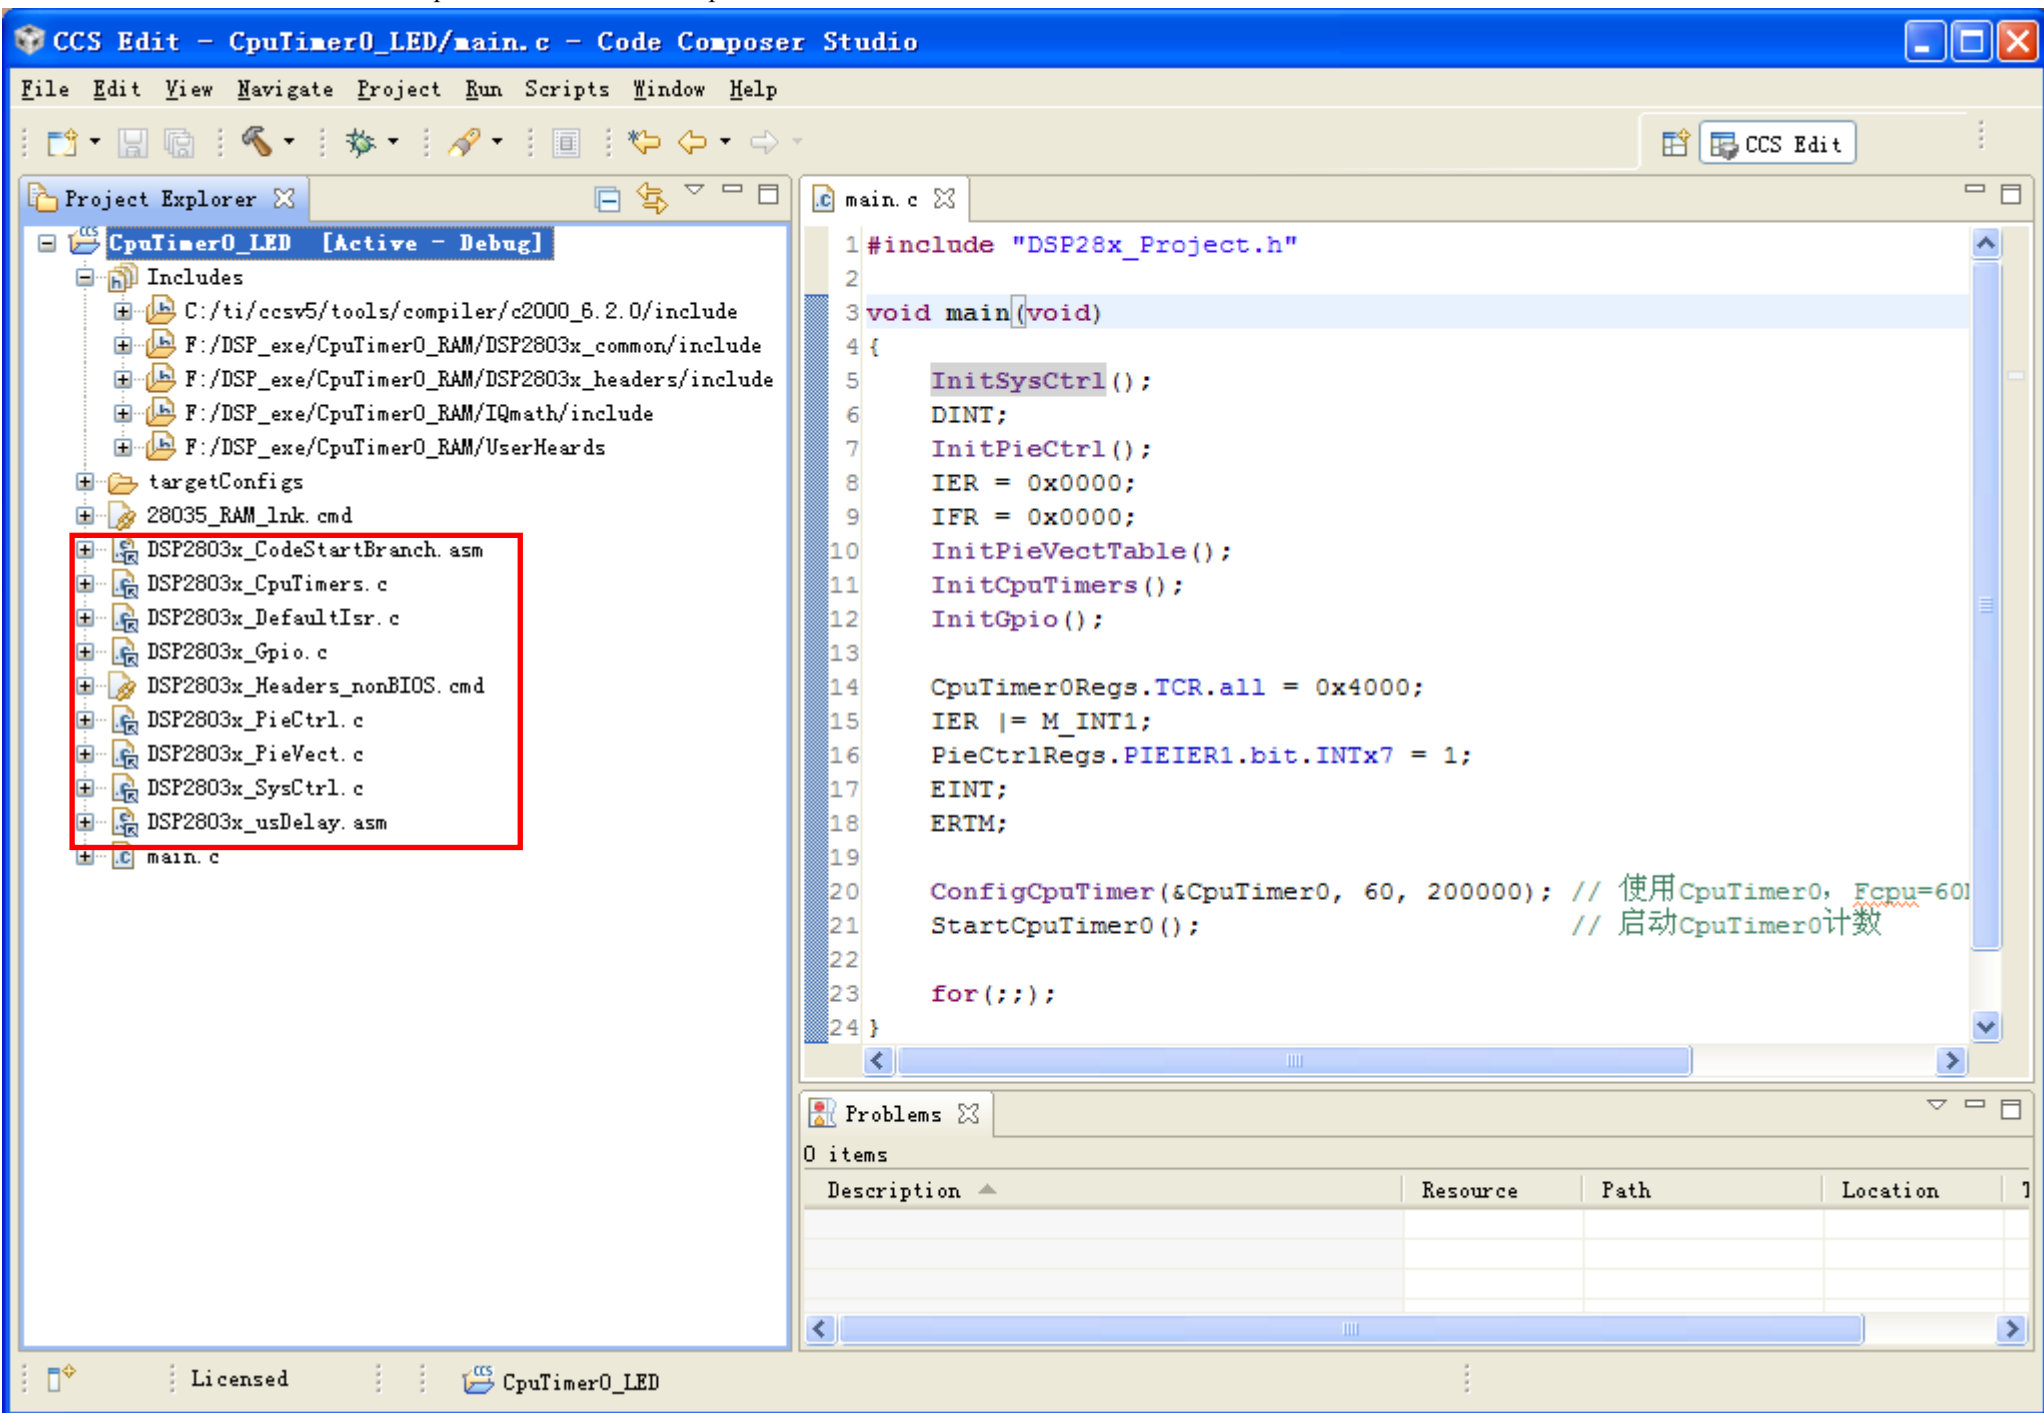 CCS Edit - CpuTimer0_LED/main.c - Code Composer Studio
File Edit View Navigate Project Run Scripts Window Help
CCS Edit
Project Explorer
CpuTimer0_LED [Active - Debug]
Includes
C:/ti/ccsv5/tools/compiler/c2000_6.2.0/include
F:/DSP_exe/CpuTimer0_RAM/DSP2803x_common/include
F:/DSP_exe/CpuTimer0_RAM/DSP2803x_headers/include
F:/DSP_exe/CpuTimer0_RAM/IQmath/include
F:/DSP_exe/CpuTimer0_RAM/UserHeards
targetConfigs
28035_RAM_lnk.cmd
DSP2803x_CodeStartBranch.asm
DSP2803x_CpuTimers.c
DSP2803x_DefaultIsr.c
DSP2803x_Gpio.c
DSP2803x_Headers_nonBIOS.cmd
DSP2803x_PieCtrl.c
DSP2803x_PieVect.c
DSP2803x_SysCtrl.c
DSP2803x_usDelay.asm
main.c
main.c
1 #include "DSP28x_Project.h"
2
3 void main(void)
4 {
5 InitSysCtrl();
6 DINT;
7 InitPieCtrl();
8 IER = 0x0000;
9 IFR = 0x0000;
10 InitPieVectTable();
11 InitCpuTimers();
12 InitGpio();
13
14 CpuTimer0Regs.TCR.all = 0x4000;
15 IER |= M_INT1;
16 PieCtrlRegs.PIEIER1.bit.INTx7 = 1;
17 EINT;
18 ERTM;
19
20 ConfigCpuTimer(&CpuTimer0, 60, 200000); // 使用CpuTimer0，Fcpu=60
21 StartCpuTimer0(); // 启动CpuTimer0计数
22
23 for(;;);
24 }
Problems
0 items
Description Resource Path Location
Licensed CpuTimer0_LED